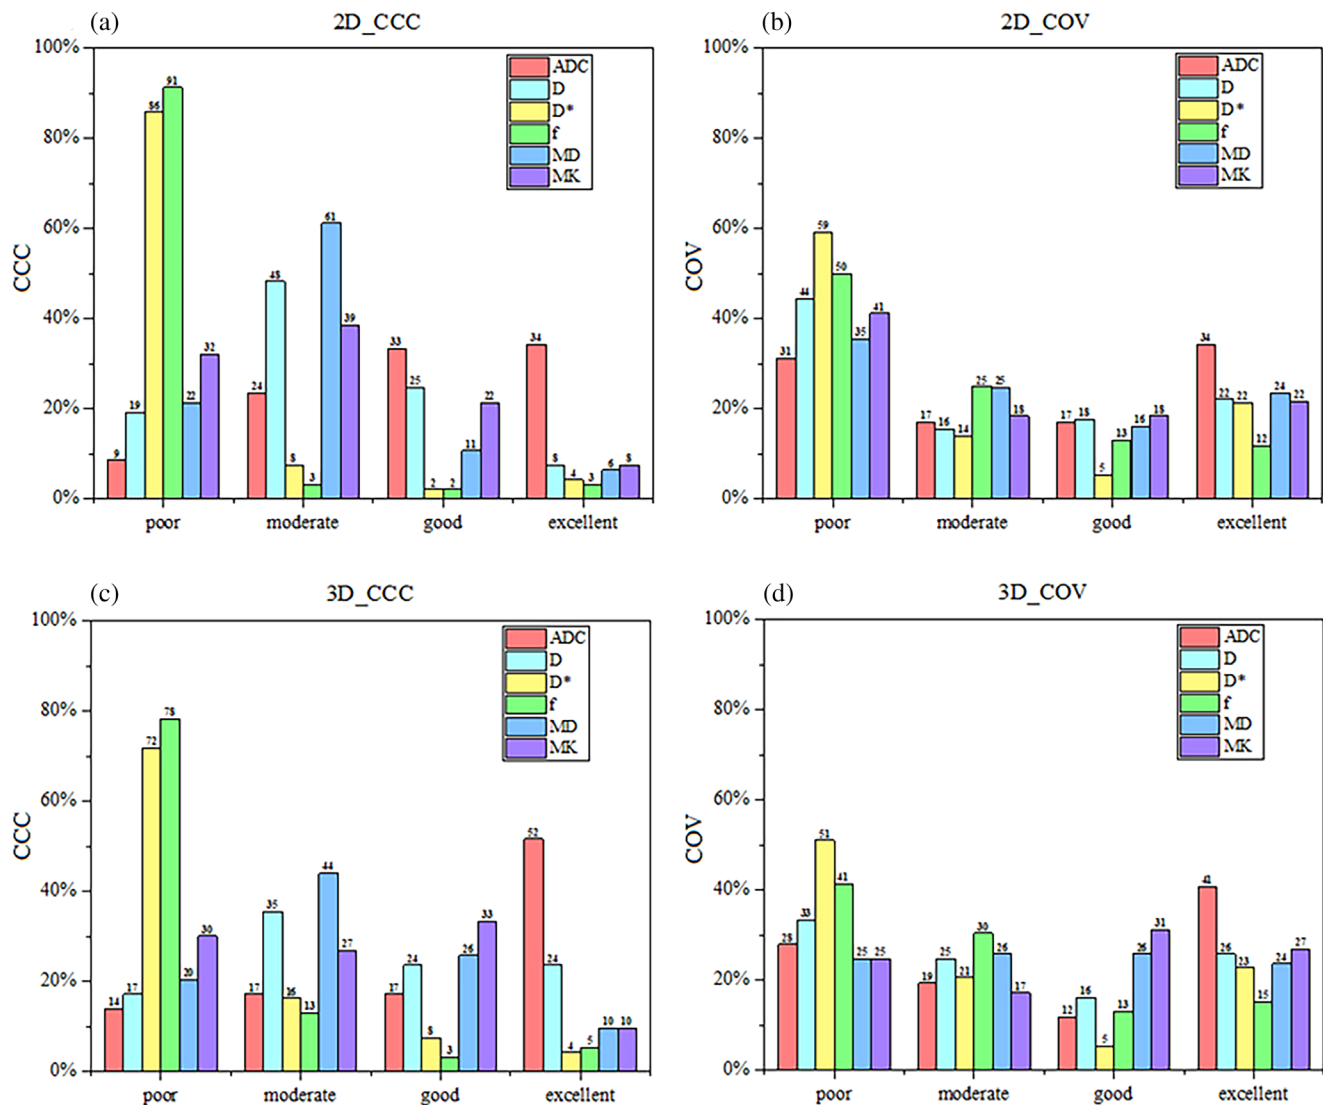 (a) 2D_CCC
100%
80%
60%
40%
20%
0%
CCC
ADC
D
D*
f
MD
MK
9 19 86 91 22 32
24 48 8 3 61 39
33 25 2 2 11 22
34 8 4 3 6 8
poor moderate good excellent
(b) 2D_COV
100%
80%
60%
40%
20%
0%
COV
ADC
D
D*
f
MD
MK
31 44 59 50 35 41
17 16 14 25 25 18
17 18 5 13 16 18
34 22 22 12 24 22
poor moderate good excellent
(c) 3D_CCC
100%
80%
60%
40%
20%
0%
CCC
ADC
D
D*
f
MD
MK
14 17 72 78 20 30
17 35 16 13 44 27
17 24 8 3 26 33
52 24 4 5 10 10
poor moderate good excellent
(d) 3D_COV
100%
80%
60%
40%
20%
0%
COV
ADC
D
D*
f
MD
MK
28 33 51 41 25 25
19 25 21 30 26 17
12 16 5 13 26 31
41 26 23 15 24 27
poor moderate good excellent